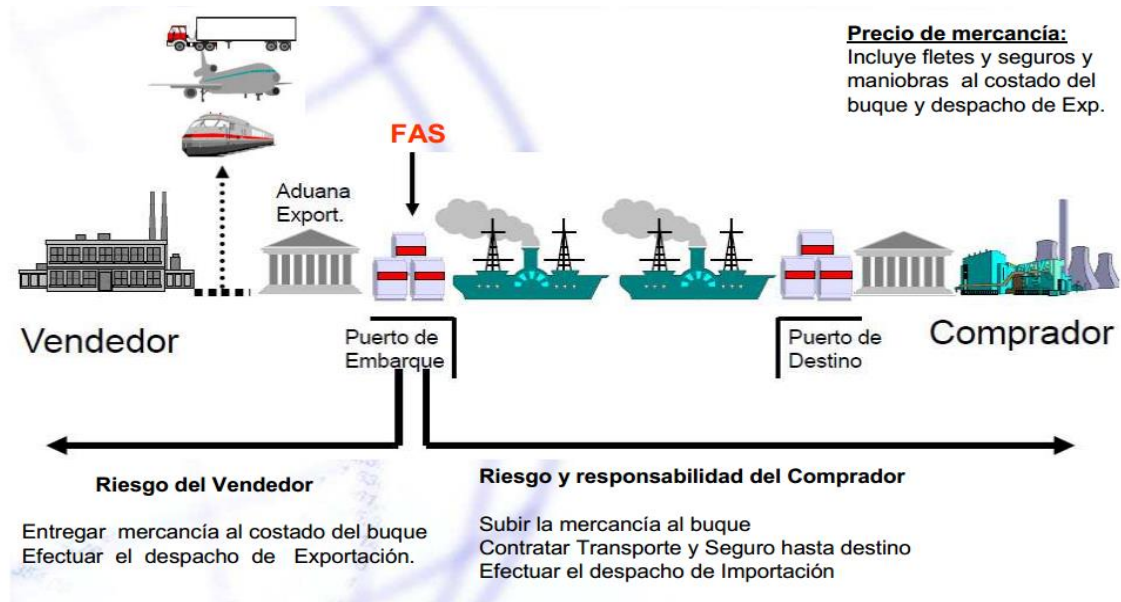 Precio de mercancía:
Incluye fletes y seguros y
maniobras al costado del
buque y despacho de Exp.
FAS
Aduana
Export.
Vendedor
Puerto de
Embarque
Puerto de
Destino
Comprador
Riesgo del Vendedor
Entregar mercancía al costado del buque
Efectuar el despacho de Exportación.
Riesgo y responsabilidad del Comprador
Subir la mercancía al buque
Contratar Transporte y Seguro hasta destino
Efectuar el despacho de Importación